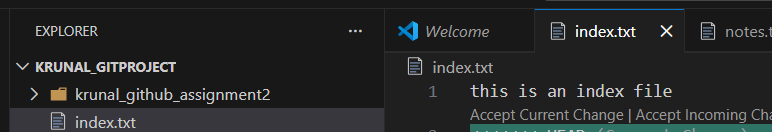 EXPLORER
KRUNAL_GITPROJECT
krunal_github_assignment2
index.txt
Welcome
index.txt
index.txt
1 this is an index file
Accept Current Change | Accept Incoming